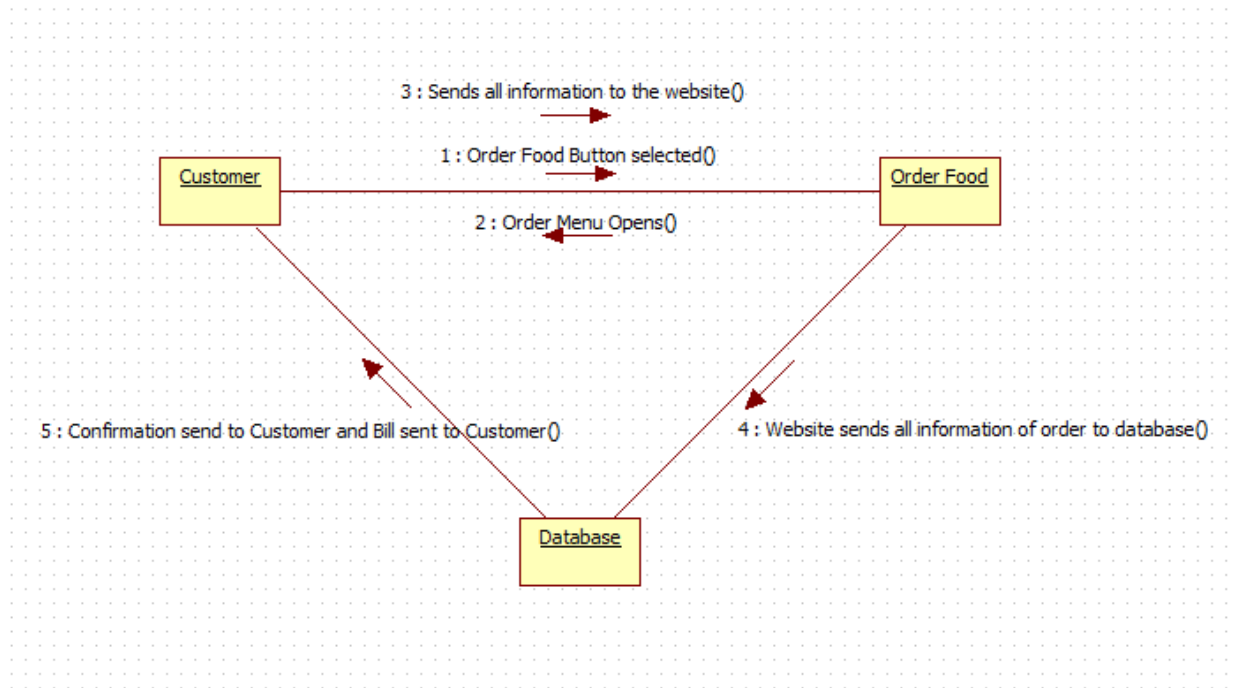 3 : Sends all information to the website()
1 : Order Food Button selected()
Customer
Order Food
2 : Order Menu Opens()
5 : Confirmation send to Customer and Bill sent to Customer()
4 : Website sends all information of order to database()
Database